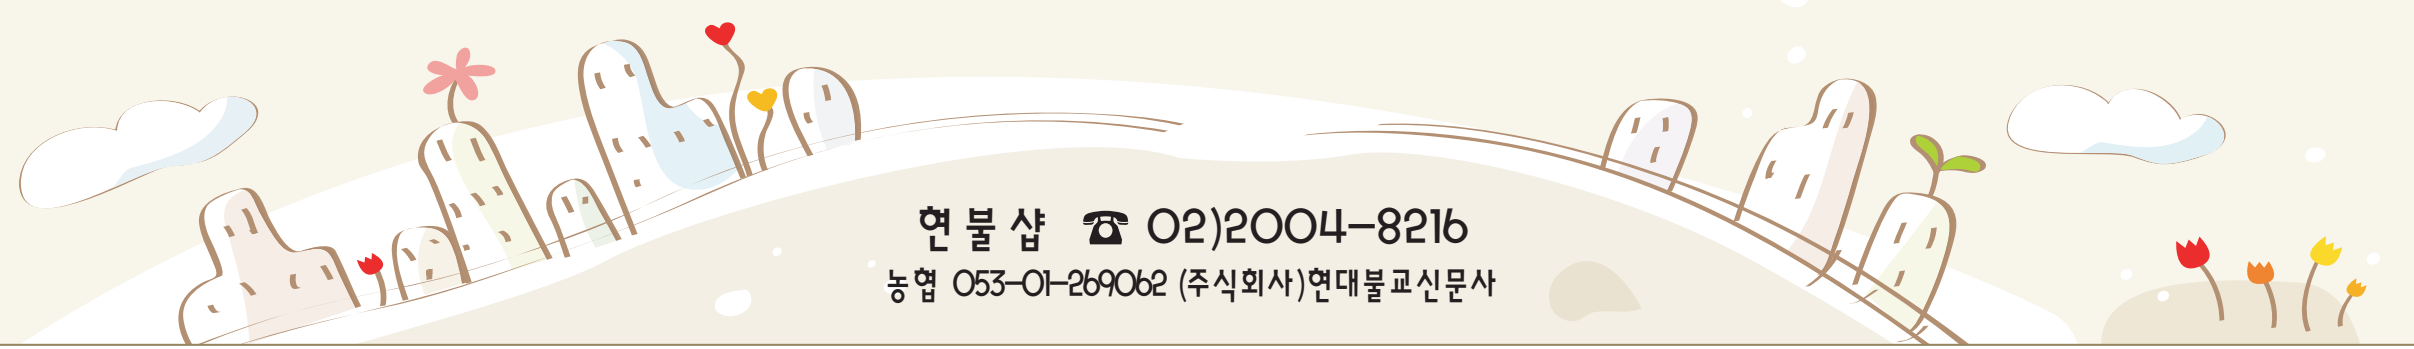 현불샵 ☎ 02)2004-8216
농협 053-01-269062 (주식회사)현대불교신문사